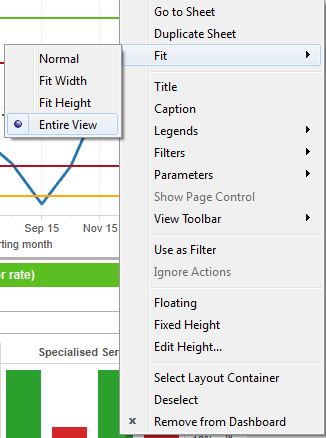 Go to Sheet
Duplicate Sheet
Fit
Normal
Fit Width
Fit Height
Entire View
Title
Caption
Legends
Filters
Parameters
Show Page Control
View Toolbar
Use as Filter
Ignore Actions
Floating
Fixed Height
Edit Height...
Select Layout Container
Deselect
x Remove from Dashboard
Sep 15 Nov 15
rting month
or rate)
Specialised Ser